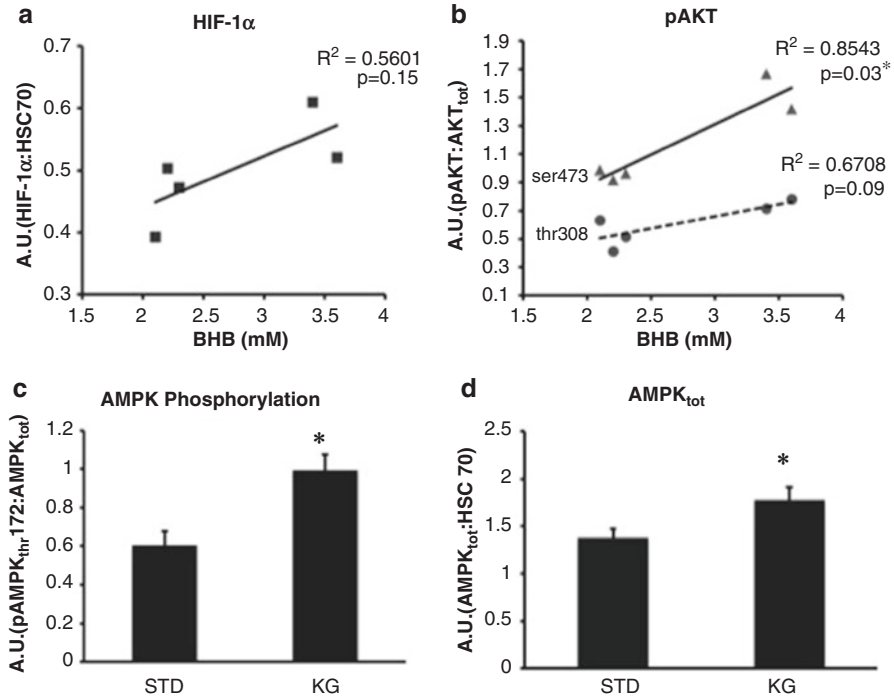 a
HIF-1α
A.U.(HIF-1α:HSC70)
0.7
0.6
0.5
0.4
0.3
R² = 0.5601
p=0.15
1.5 2 2.5 3 3.5 4
BHB (mM)
b
pAKT
A.U.(pAKT:AKTtot)
1.9
1.7
1.5
1.3
1.1
0.9
0.7
0.5
0.3
0.1
R² = 0.8543
p=0.03*
ser473
R² = 0.6708
p=0.09
thr308
1.5 2 2.5 3 3.5 4
BHB (mM)
c
AMPK Phosphorylation
A.U.(pAMPKthr172:AMPKtot)
1.2
1
0.8
0.6
0.4
0.2
0
*
STD KG
d
AMPKtot
A.U.(AMPKtot:HSC 70)
2.5
2
1.5
1
0.5
0
*
STD KG